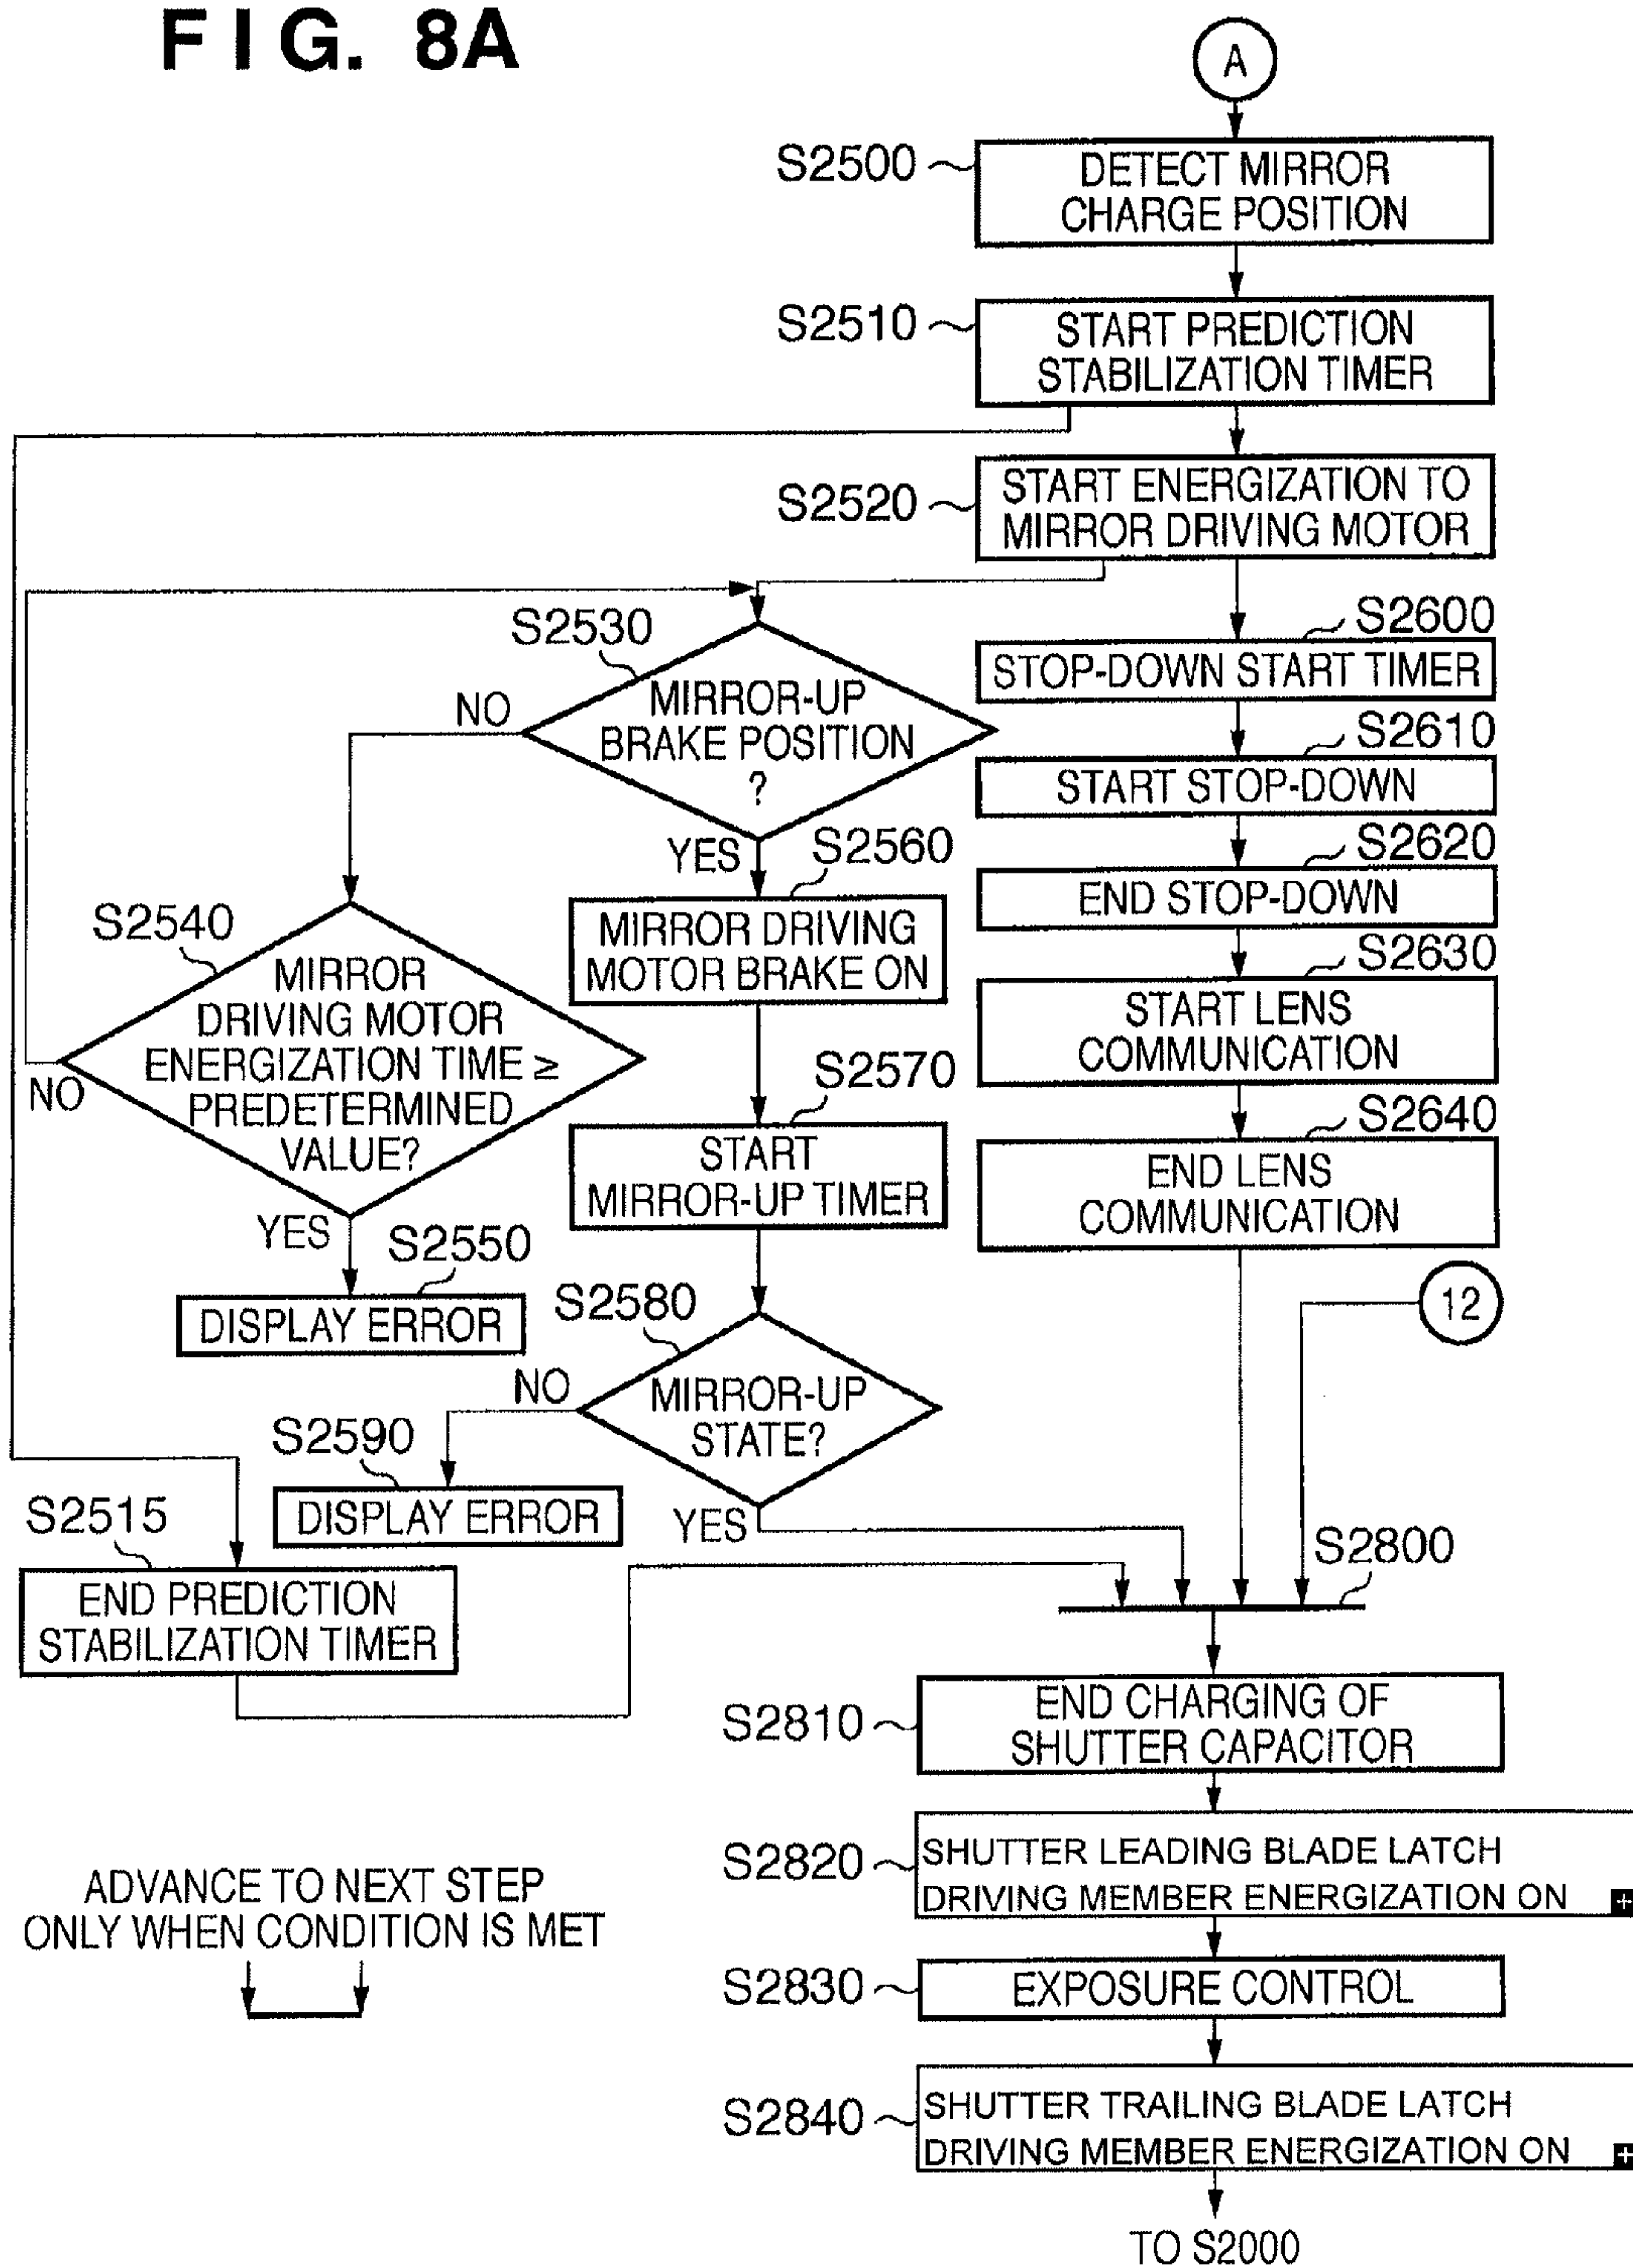 FIG. 8A
A
S2500
DETECT MIRROR
CHARGE POSITION
S2510
START PREDICTION
STABILIZATION TIMER
S2520
START ENERGIZATION TO
MIRROR DRIVING MOTOR
S2530
MIRROR-UP
BRAKE POSITION
?
NO
YES
S2600
STOP-DOWN START TIMER
S2610
START STOP-DOWN
S2620
END STOP-DOWN
S2630
START LENS
COMMUNICATION
S2640
END LENS
COMMUNICATION
12
S2540
MIRROR
DRIVING MOTOR
ENERGIZATION TIME ≥
PREDETERMINED
VALUE?
NO
YES
S2550
DISPLAY ERROR
S2560
MIRROR DRIVING
MOTOR BRAKE ON
S2570
START
MIRROR-UP TIMER
S2580
MIRROR-UP
STATE?
NO
YES
S2590
DISPLAY ERROR
S2515
END PREDICTION
STABILIZATION TIMER
S2800
S2810
END CHARGING OF
SHUTTER CAPACITOR
S2820
SHUTTER LEADING BLADE LATCH
DRIVING MEMBER ENERGIZATION ON
+
S2830
EXPOSURE CONTROL
S2840
SHUTTER TRAILING BLADE LATCH
DRIVING MEMBER ENERGIZATION ON
+
TO S2000
ADVANCE TO NEXT STEP
ONLY WHEN CONDITION IS MET